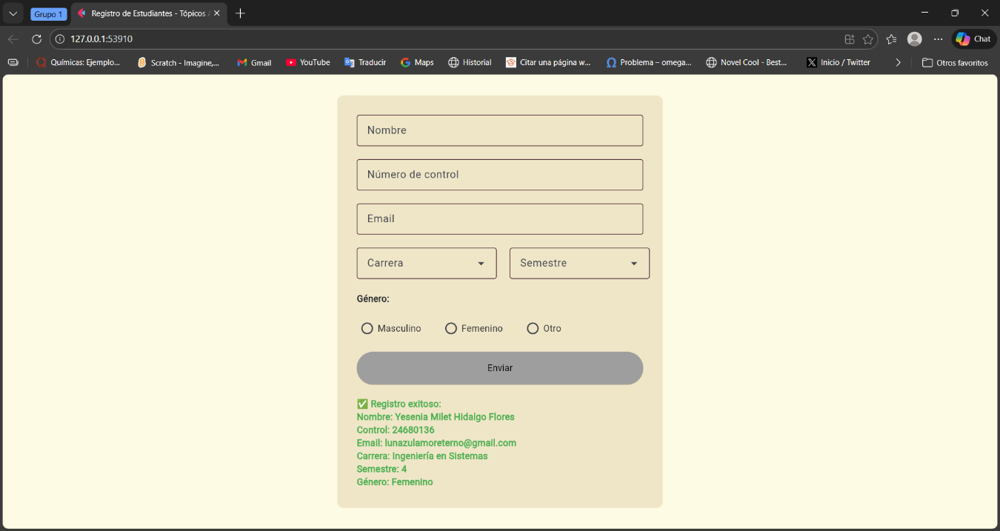 Grupo 1
Registro de Estudiantes - Tópicos
127.0.0.1:53910
Chat
Químicas: Ejemplo...
Scratch - Imagine,...
Gmail
YouTube
Traducir
Maps
Historial
Citar una página w...
Problema – omega...
Novel Cool - Best...
Inicio / Twitter
Otros favoritos
Nombre
Número de control
Email
Carrera Semestre
Género:
Masculino Femenino Otro
Enviar
✅ Registro exitoso:
Nombre: Yesenia Milet Hidalgo Flores
Control: 24680136
Email: lunazulamoreterno@gmail.com
Carrera: Ingeniería en Sistemas
Semestre: 4
Género: Femenino